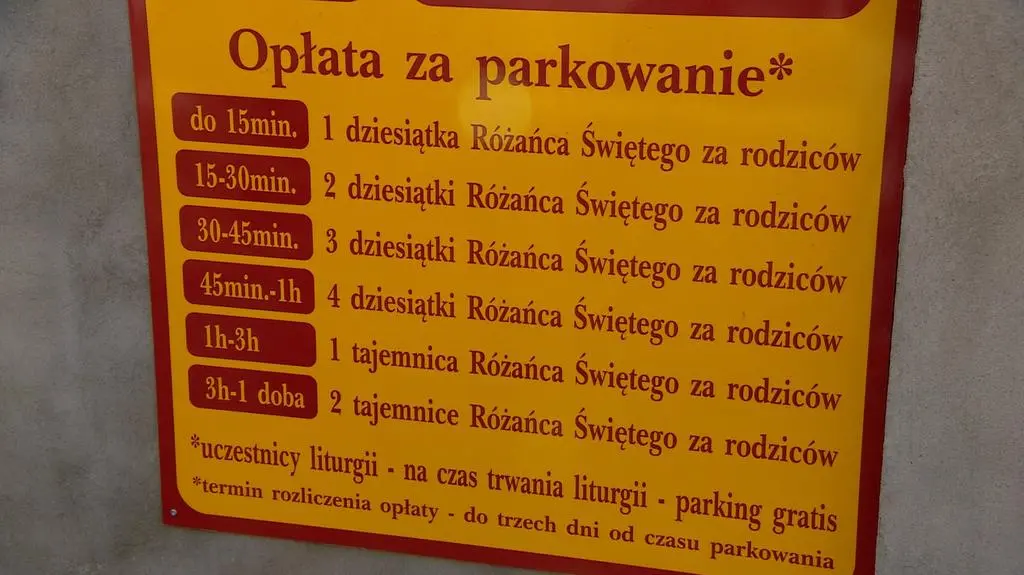 Opłata za parkowanie*
do 15min. 1 dziesiątka Różańca Świętego za rodziców
15-30min. 2 dziesiątki Różańca Świętego za rodziców
30-45min. 3 dziesiątki Różańca Świętego za rodziców
45min.-1h 4 dziesiątki Różańca Świętego za rodziców
1h-3h 1 tajemnica Różańca Świętego za rodziców
3h-1 doba 2 tajemnice Różańca Świętego za rodziców
*uczestnicy liturgii - na czas trwania liturgii - parking gratis
*termin rozliczenia opłaty - do trzech dni od czasu parkowania